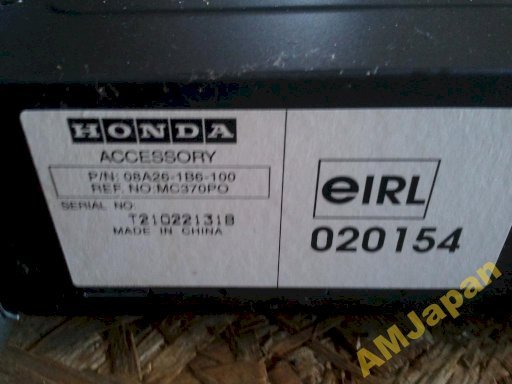 HONDA
ACCESSORY
P/N: 08A26-1B6-100
REF. NO:MC370PO
SERIAL NO.
T21022131B
MADE IN CHINA
eIRL
020154
AMJapan